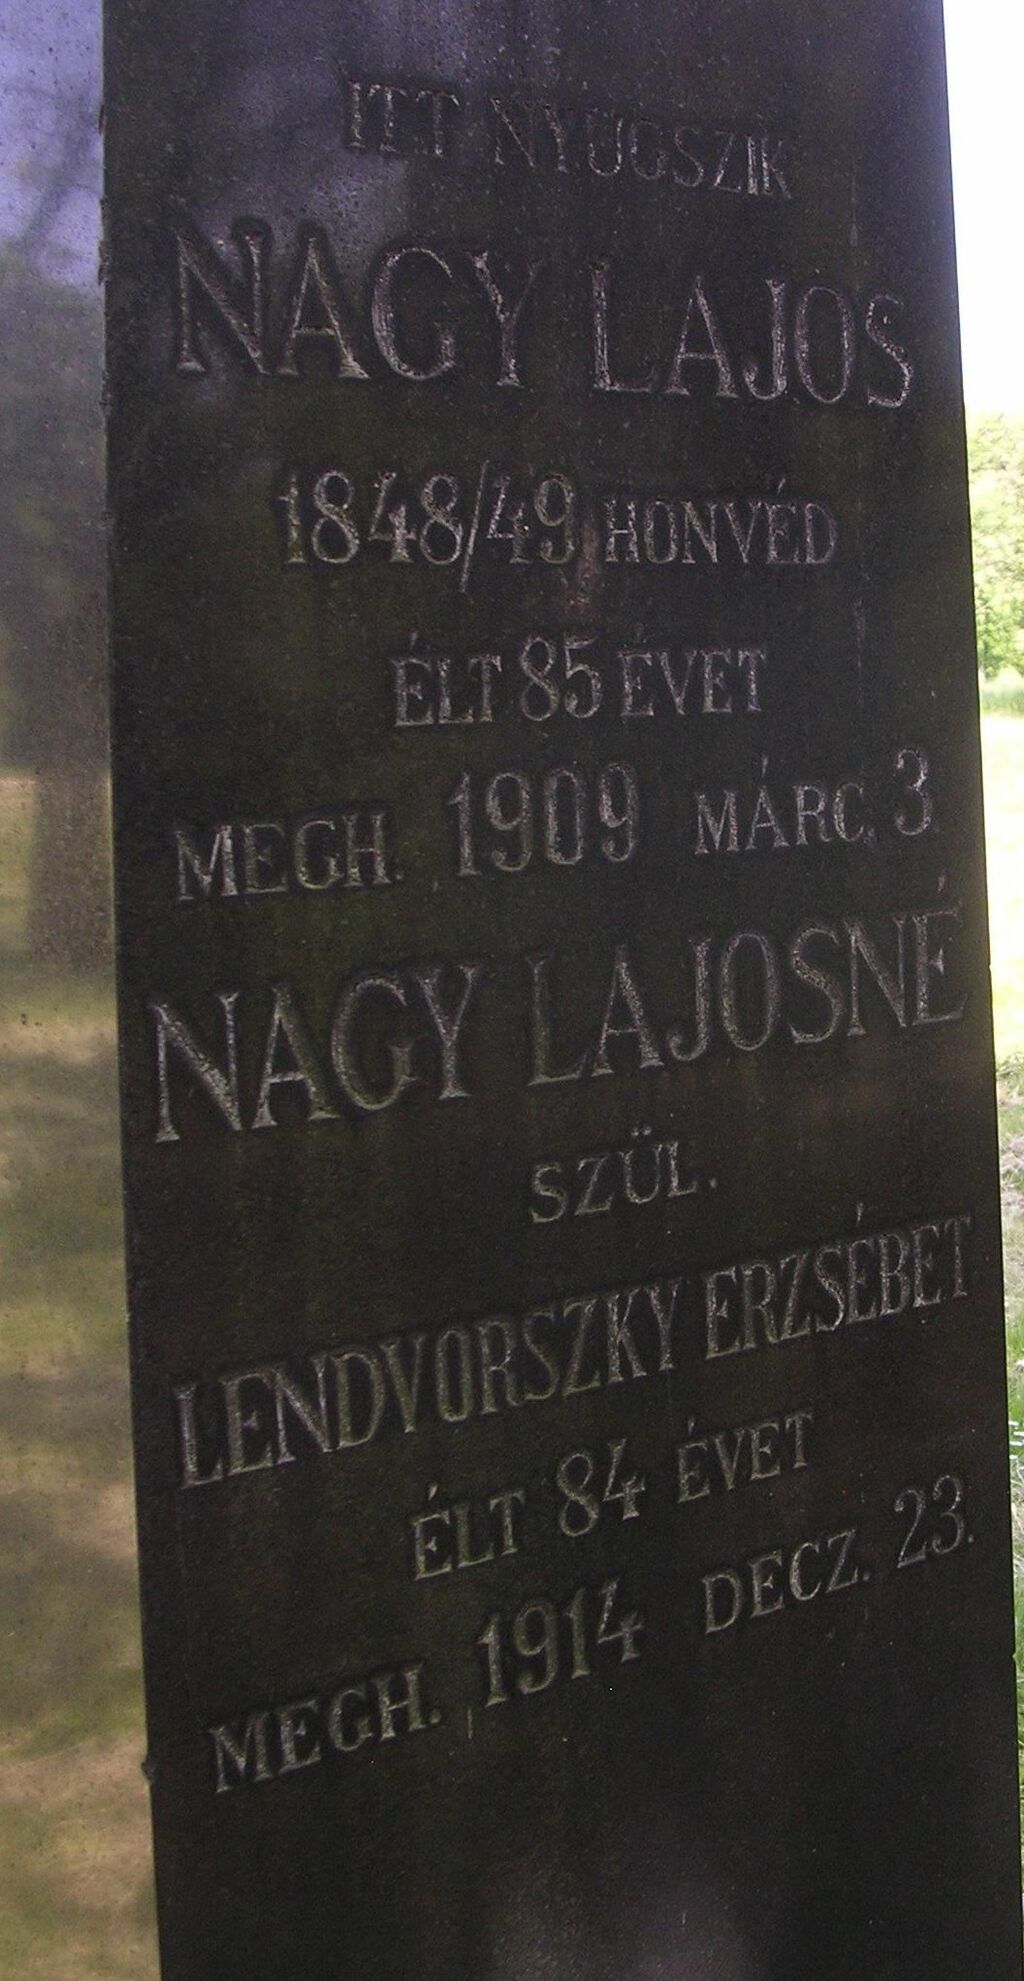 ITT NYUGSZIK
NAGY LAJOS
1848/49 HONVÉD
ÉLT 85 ÉVET
MEGH. 1909 MÁRC. 3
NAGY LAJOSNÉ
SZÜL.
LENDVORSZKY ERZSÉBET
ÉLT 84 ÉVET
MEGH. 1914 DECZ. 23.